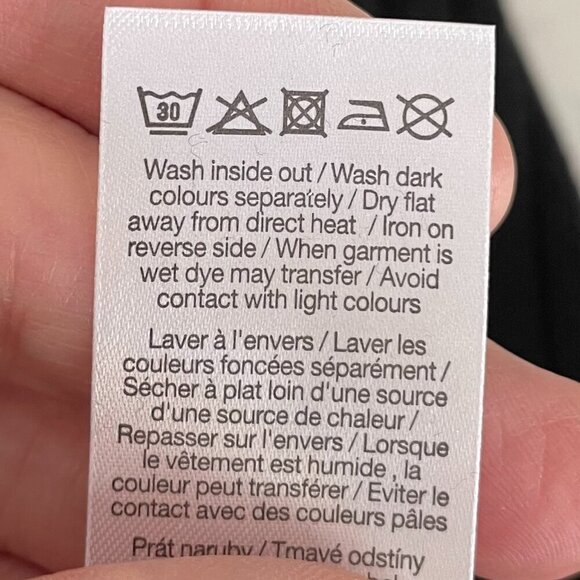 30
Wash inside out / Wash dark
colours separately / Dry flat
away from direct heat / Iron on
reverse side / When garment is
wet dye may transfer / Avoid
contact with light colours
Laver à l'envers / Laver les
couleurs foncées séparément /
Sécher à plat loin d'une source
d'une source de chaleur /
Repasser sur l'envers / Lorsque
le vêtement est humide , la
couleur peut transférer / Eviter le
contact avec des couleurs pâles
Prát naruby / Tmavé odstíny